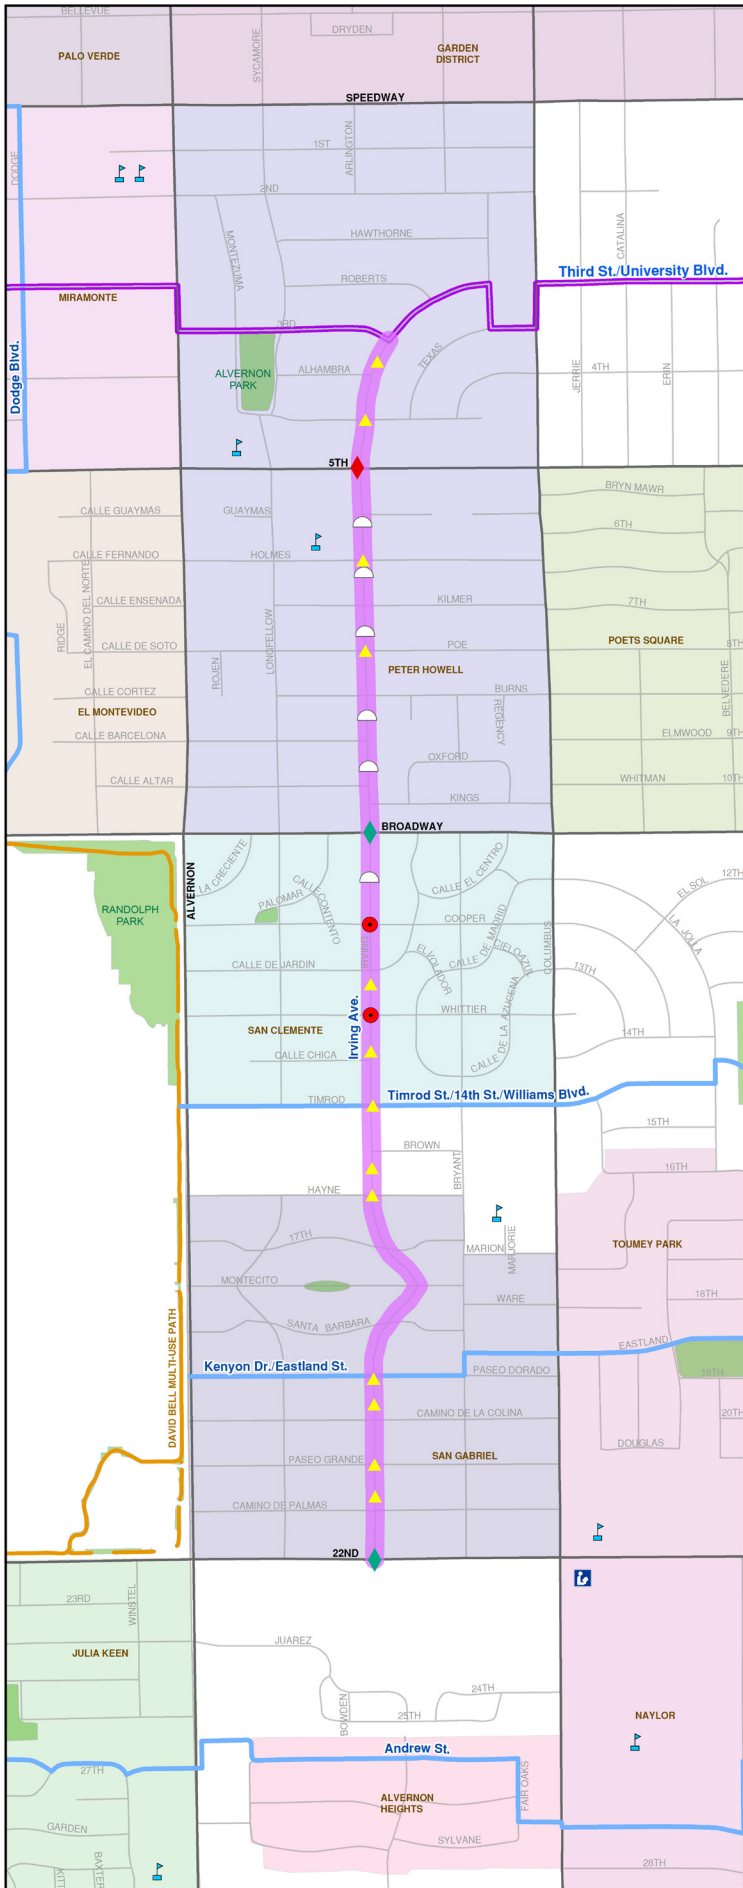 BELLEVUE
DRYDEN
PALO VERDE
SYCAMORE
GARDEN
DISTRICT
SPEEDWAY
DODGE
1ST
ARLINGTON
2ND
CATALINA
MONTEZUMA
HAWTHORNE
Third St./University Blvd.
ROBERTS
MIRAMONTE
3RD
Dodge Blvd.
ALVERNON
PARK
ALHAMBRA
TEXAS
JERRIE
4TH
ERIN
5TH
BRYN MAWR
CALLE GUAYMAS
GUAYMAS
6TH
CALLE FERNANDO
HOLMES
EL CAMINO DEL NORTE
CALLE ENSENADA
KILMER
7TH
RIDGE
LONGFELLOW
CALLE DE SOTO
POE
POETS SQUARE
8TH
ROJEN
PETER HOWELL
BELVEDERE
CALLE CORTEZ
BURNS
EL MONTEVIDEO
REGENCY
CALLE BARCELONA
ELMWOOD
9TH
OXFORD
CALLE ALTAR
WHITMAN
10TH
KINGS
BROADWAY
ALVERNON
LA CRECIENTE
CALLE EL CENTRO
12TH
EL SOL
PALOMAR
CALLE CONTENTO
RANDOLPH
PARK
COOPER
CALLE DE MADRID
LA JOLLA
IRVING
COLUMBUS
EL VOLADOR
CIELO AZUL
CALLE DE JARDIN
13TH
WHITTIER
CALLE DE LA AZUCENA
SAN CLEMENTE
Irving Ave.
14TH
CALLE CHICA
TIMROD
Timrod St./14th St./Williams Blvd.
15TH
BROWN
BRYANT
16TH
HAYNE
17TH
MARION
MARJORIE
TOUMEY PARK
MONTECITO
WARE
18TH
SANTA BARBARA
EASTLAND
Kenyon Dr./Eastland St.
PASEO DORADO
19TH
DAVID BELL MULTI-USE PATH
CAMINO DE LA COLINA
20TH
DOUGLAS
PASEO GRANDE
SAN GABRIEL
CAMINO DE PALMAS
22ND
WINSTEL
23RD
JUAREZ
JULIA KEEN
24TH
BOWDEN
25TH
NAYLOR
Andrew St.
27TH
FAIR OAKS
ALVERNON
HEIGHTS
GARDEN
SYLVANE
BAXTER
KITT
28TH